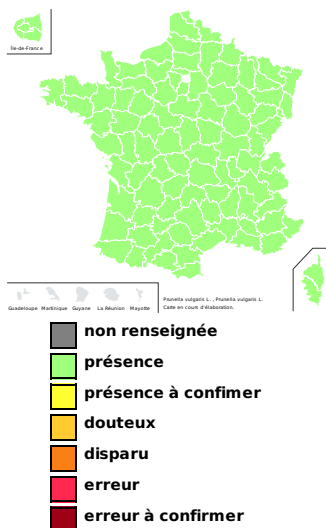 Île-de-France
Guadeloupe Martinique Guyane La Réunion Mayotte
Prunella vulgaris L. , Prunella vulgaris L.
Carte en cours d'élaboration.
non renseignée
présence
présence à confimer
douteux
disparu
erreur
erreur à confirmer